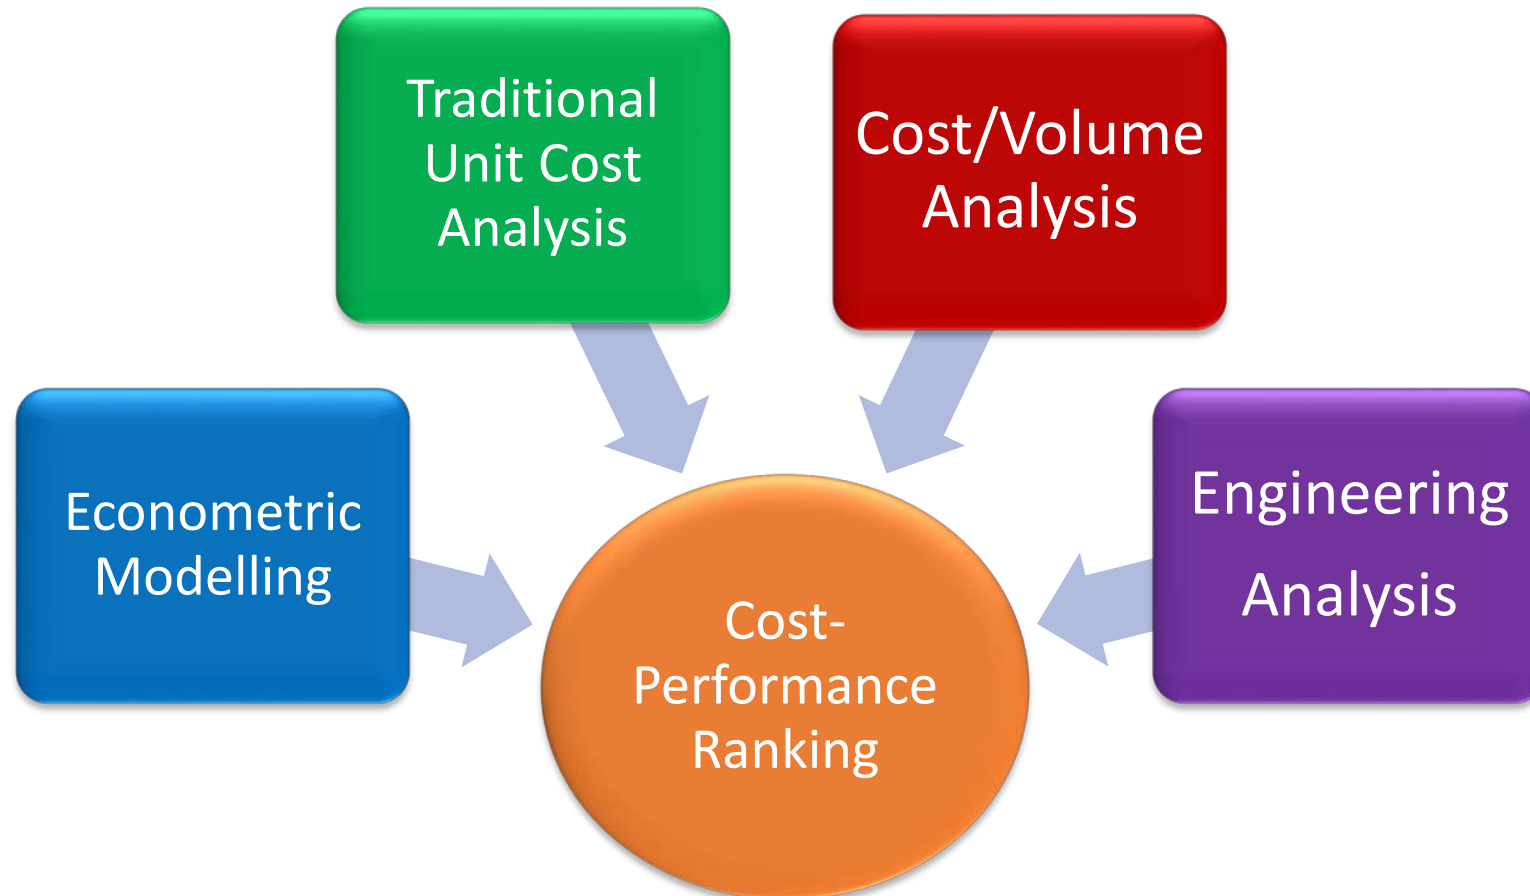 Traditional
Unit Cost
Analysis
Cost/Volume
Analysis
Econometric
Modelling
Engineering
Analysis
Cost-
Performance
Ranking